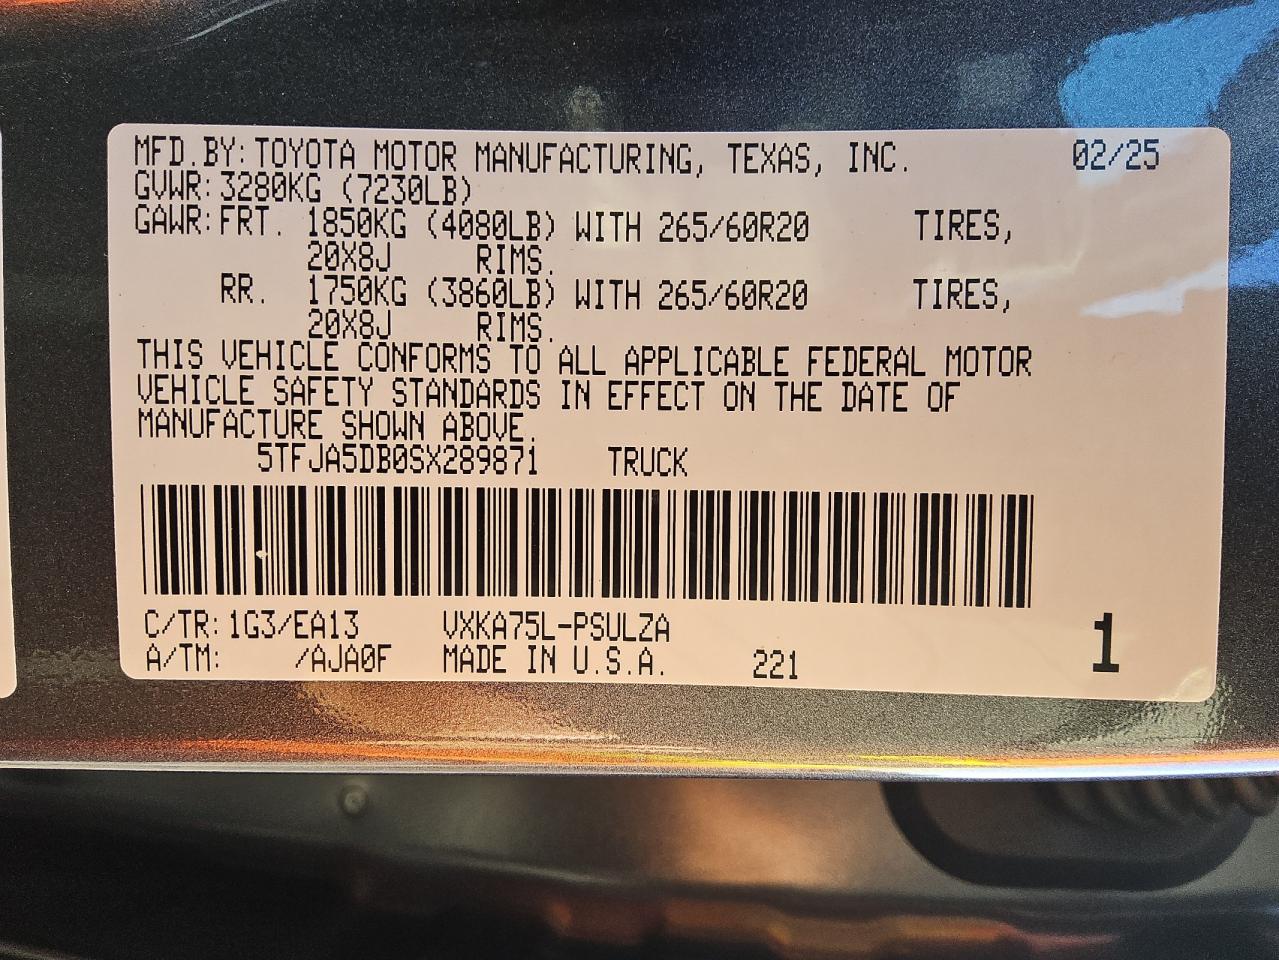 MFD.BY:TOYOTA MOTOR MANUFACTURING, TEXAS, INC. 02/25
GVWR:3280KG (7230LB)
GAWR:FRT. 1850KG (4080LB) WITH 265/60R20 TIRES,
20X8J RIMS.
RR. 1750KG (3860LB) WITH 265/60R20 TIRES,
20X8J RIMS.
THIS VEHICLE CONFORMS TO ALL APPLICABLE FEDERAL MOTOR
VEHICLE SAFETY STANDARDS IN EFFECT ON THE DATE OF
MANUFACTURE SHOWN ABOVE.
5TFJA5DB0SX289871 TRUCK
C/TR:1G3/EA13 VXKA75L-PSULZA
A/TM: /AJA0F MADE IN U.S.A. 221 1